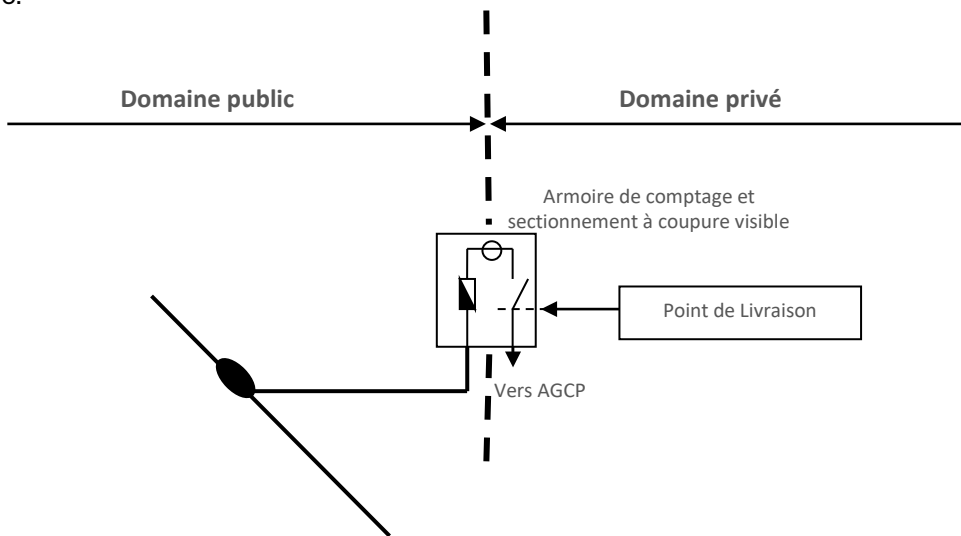 Domaine public
Domaine privé
Armoire de comptage et
sectionnement à coupure visible
Point de Livraison
Vers AGCP